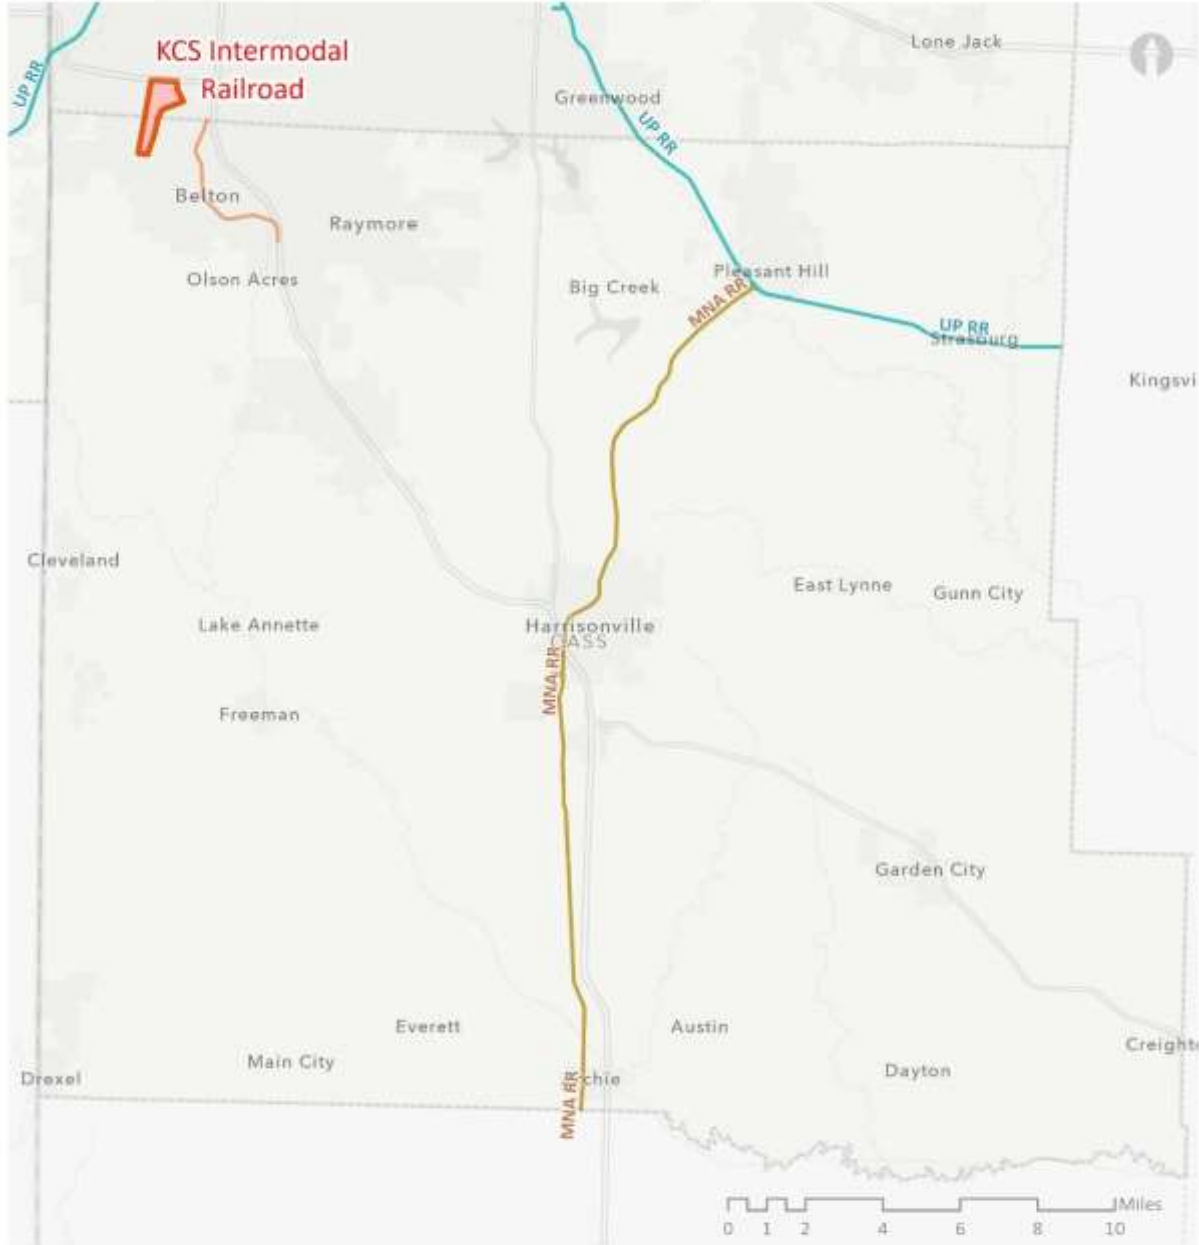 KCS Intermodal
Railroad
Lone Jack
UP RR
Greenwood
UP RR
Belton
Raymore
Pleasant Hill
Olson Acres
Big Creek
MNA RR
UP RR
Strasburg
Kingsvi
Cleveland
East Lynne
Gunn City
Lake Annette
Harrisonville
CASS
MNA RR
Freeman
Garden City
Everett
Austin
Creighto
Main City
Dayton
Drexel
chie
MNA RR
Miles
0 1 2 4 6 8 10